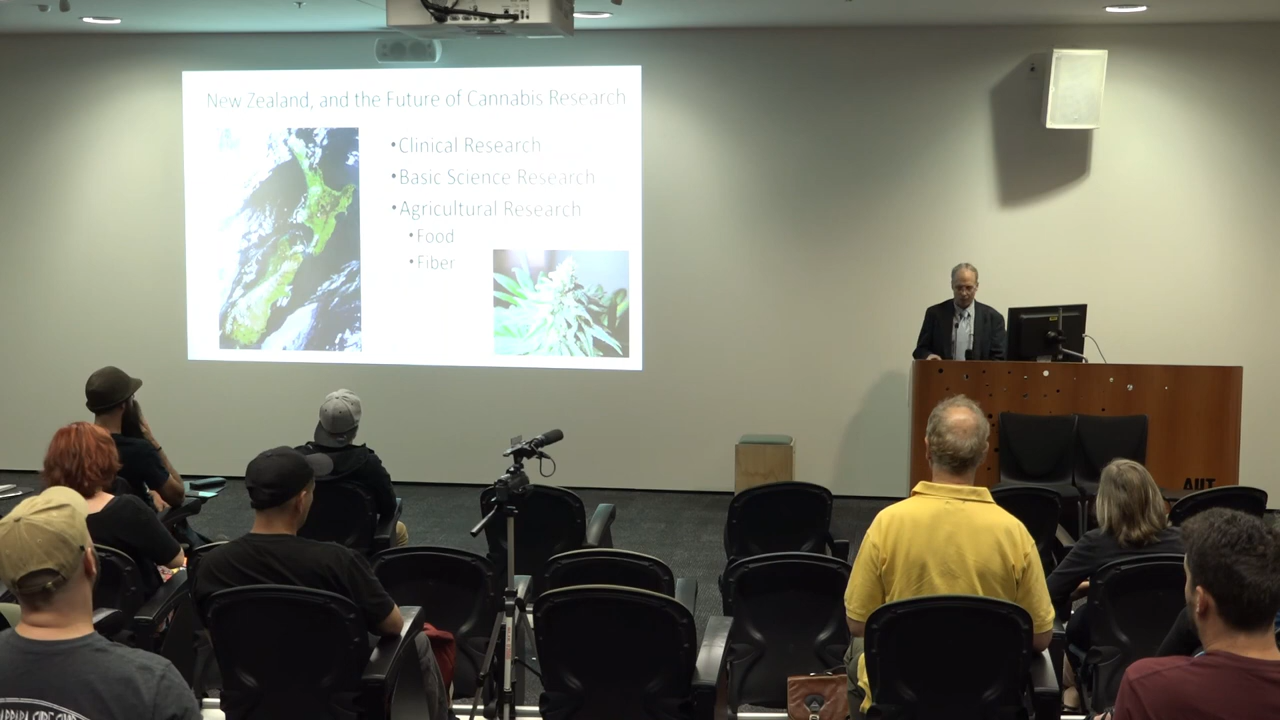 New Zealand, and the Future of Cannabis Research
•Clinical Research
•Basic Science Research
•Agricultural Research
•Food
•Fiber
AUT